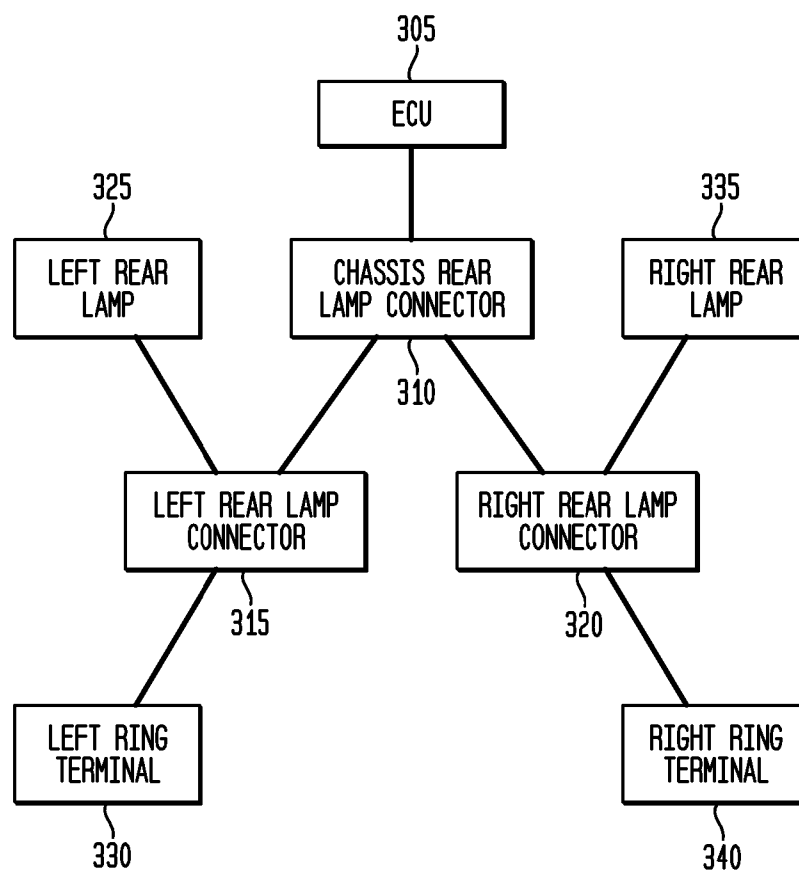 305
ECU
325
335
LEFT REAR
LAMP
CHASSIS REAR
LAMP CONNECTOR
RIGHT REAR
LAMP
310
LEFT REAR LAMP
CONNECTOR
RIGHT REAR LAMP
CONNECTOR
315
320
LEFT RING
TERMINAL
RIGHT RING
TERMINAL
330
340